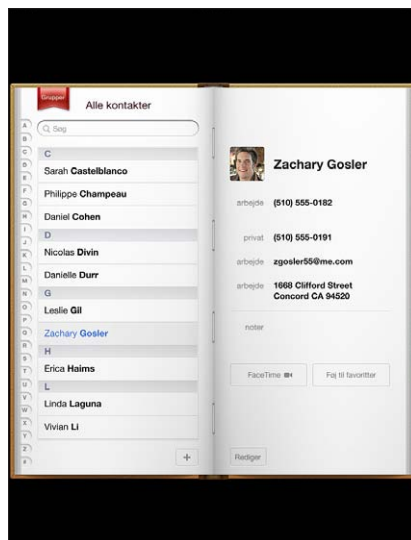 Grupper
Alle kontakter
Søg
A
B
C
D
E
F
G
H
I
J
K
L
M
N
O
P
Q
R
S
T
U
V
W
X
Y
Z
#
C
Sarah Castelblanco
Philippe Champeau
Daniel Cohen
D
Nicolas Divin
Danielle Durr
G
Leslie Gil
Zachary Gosler
H
Erica Haims
L
Linda Laguna
Vivian Li
+
Zachary Gosler
arbejde (510) 555-0182
privat (510) 555-0191
arbejde zgosler55@me.com
arbejde 1668 Clifford Street
Concord CA 94520
noter
FaceTime
Føj til favoritter
Rediger